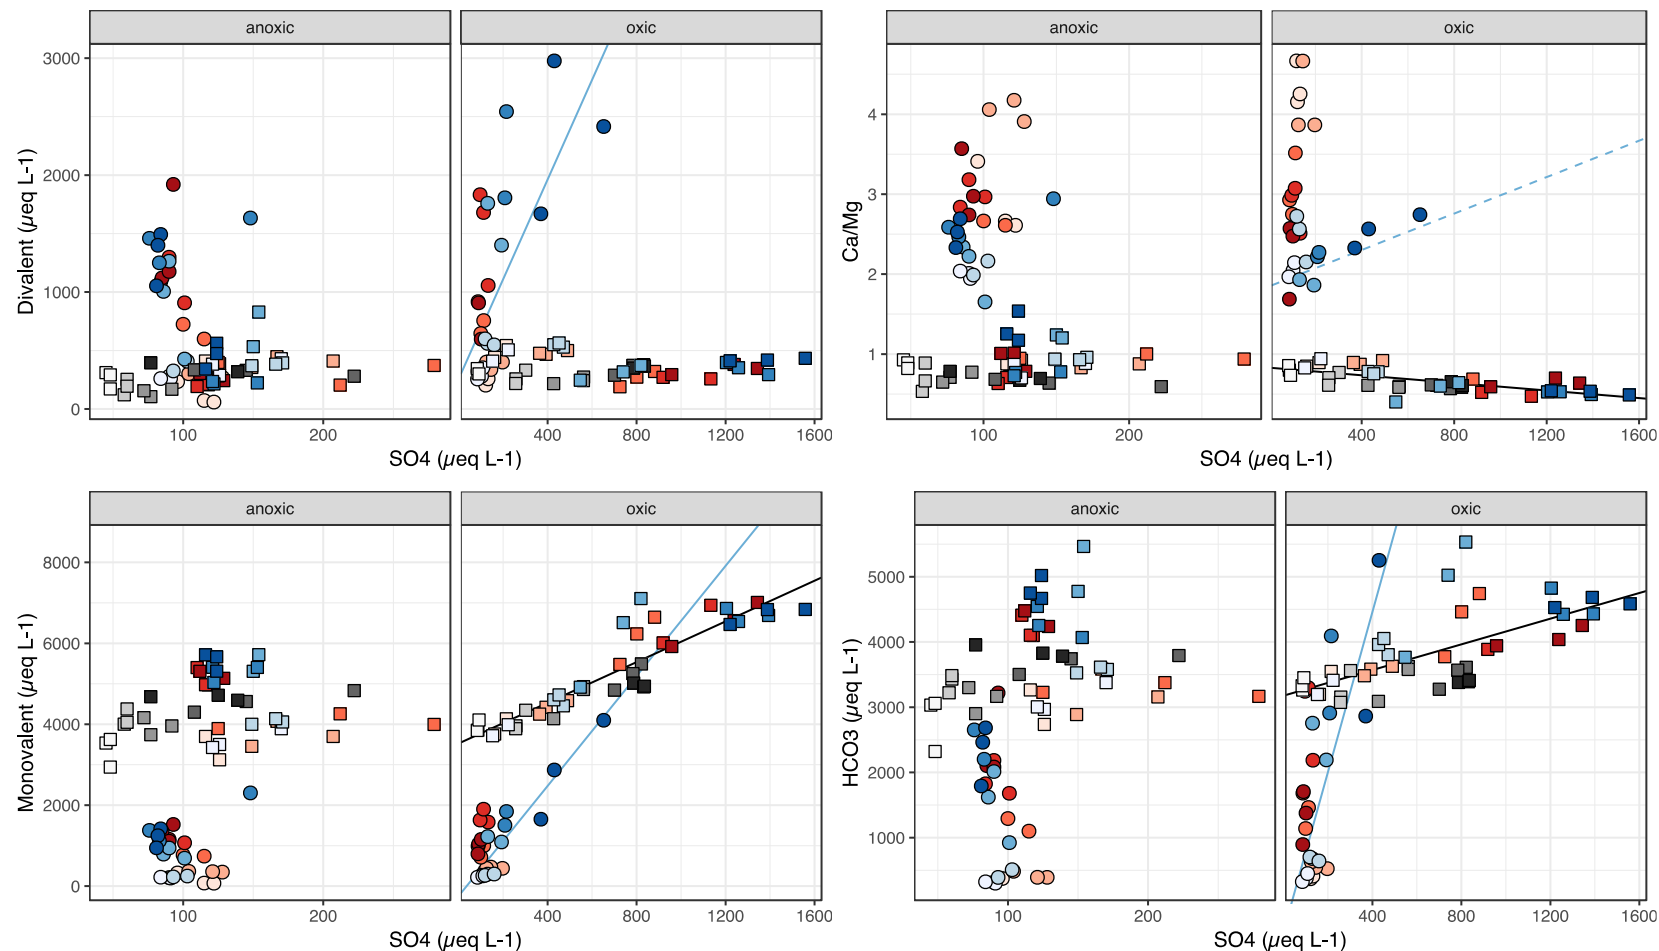 anoxic oxic
Divalent (µeq L-1)
3000
2000
1000
0
100 200 400 800 1200 1600
SO4 (µeq L-1)
anoxic oxic
Ca/Mg
4
3
2
1
100 200 400 800 1200 1600
SO4 (µeq L-1)
anoxic oxic
Monovalent (µeq L-1)
8000
6000
4000
2000
0
100 200 400 800 1200 1600
SO4 (µeq L-1)
anoxic oxic
HCO3 (µeq L-1)
5000
4000
3000
2000
1000
100 200 400 800 1200 1600
SO4 (µeq L-1)